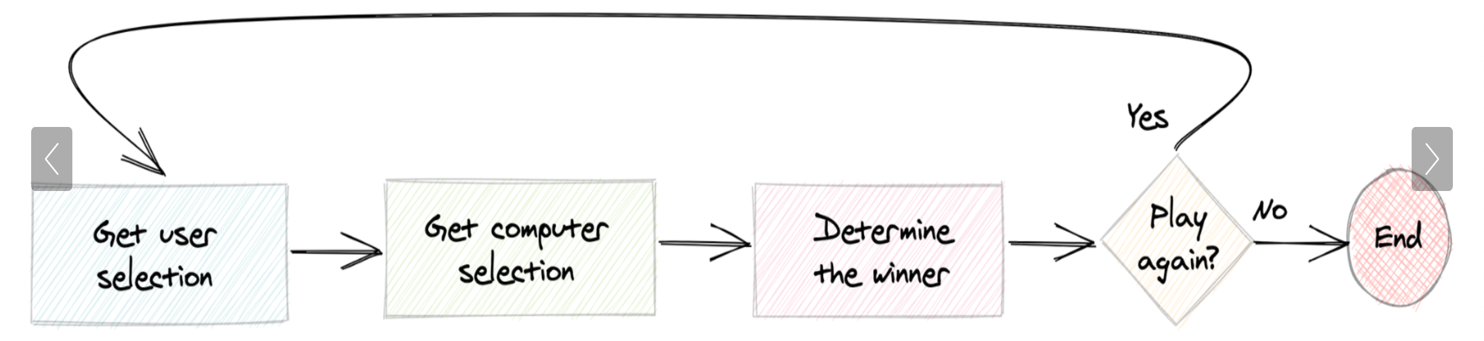 Yes
Get user
selection
Get computer
selection
Determine
the winner
Play
again?
No
End